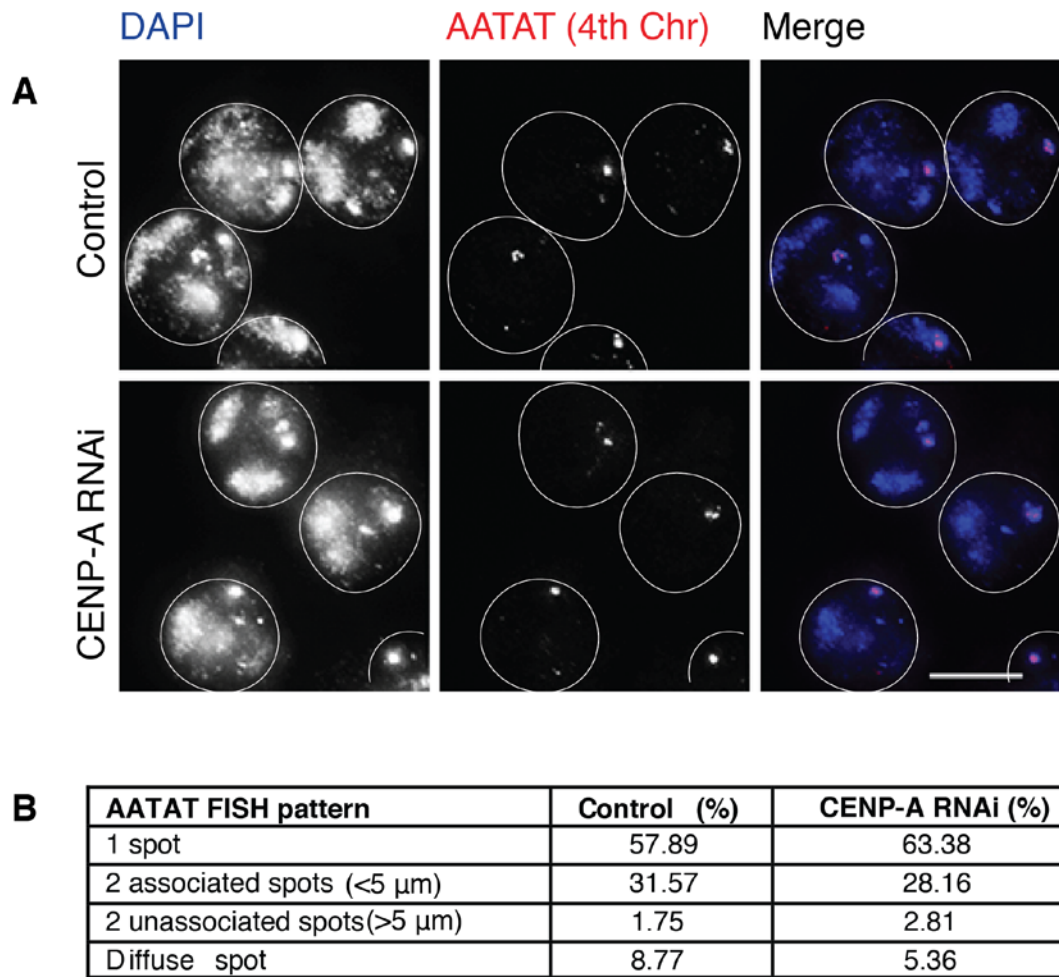 DAPI AATAT (4th Chr) Merge
A
Control
CENP-A RNAi
B
AATAT FISH pattern Control (%) CENP-A RNAi (%)
1 spot 57.89 63.38
2 associated spots (<5 µm) 31.57 28.16
2 unassociated spots(>5 µm) 1.75 2.81
Diffuse spot 8.77 5.36